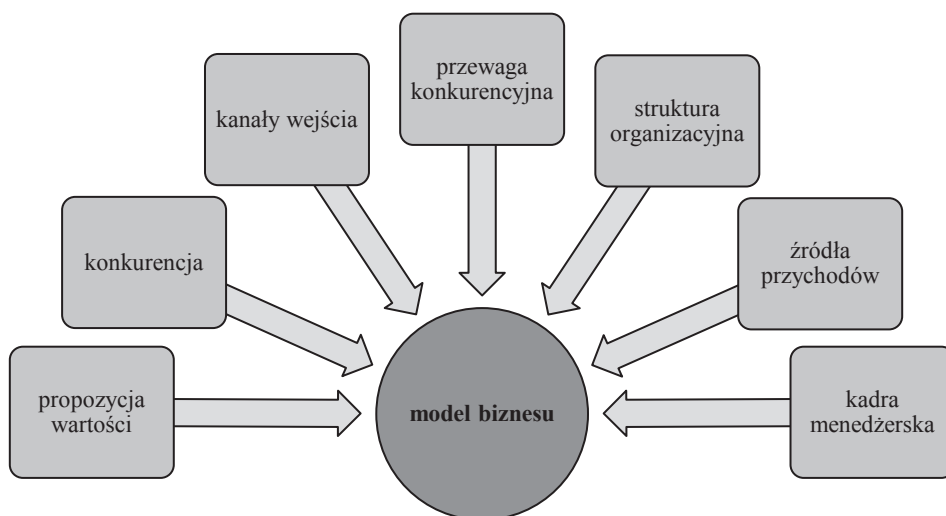 przewaga
konkurencyjna
kanały wejścia
struktura
organizacyjna
konkurencja
źródła
przychodów
propozycja
wartości
model biznesu
kadra
menedżerska